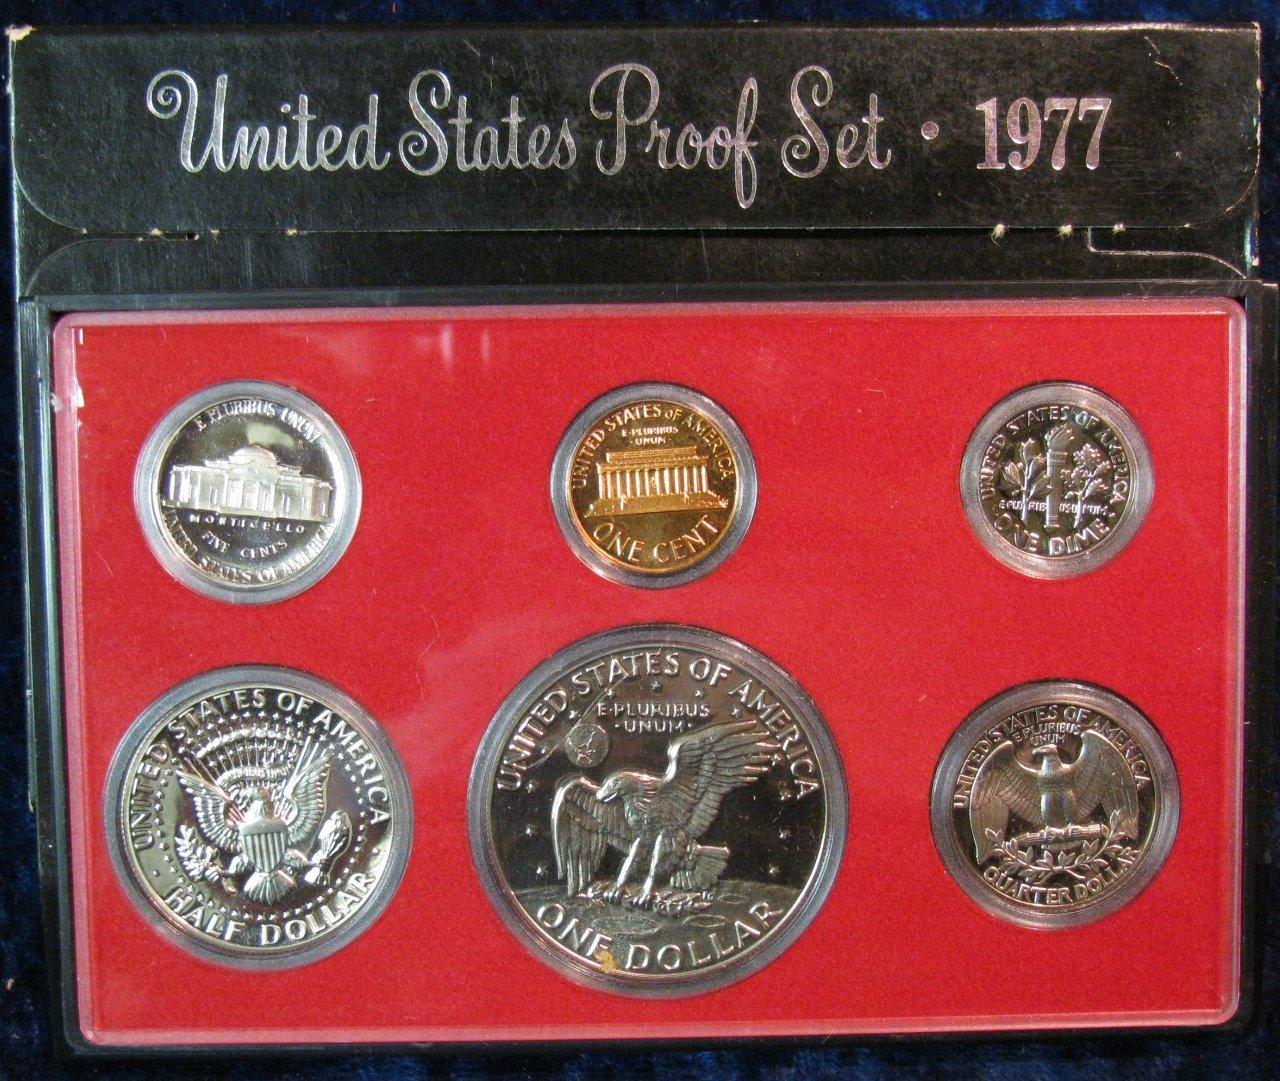 United States Proof Set · 1977
E PLURIBUS UNUM
MONTICELLO
FIVE CENTS
UNITED STATES OF AMERICA
UNITED STATES OF AMERICA
E·PLURIBUS
·UNUM·
ONE CENT
UNITED STATES OF AMERICA
E PLURIBUS UNUM
ONE DIME
UNITED STATES OF AMERICA
HALF DOLLAR
UNITED STATES OF AMERICA
E·PLURIBUS
·UNUM·
ONE DOLLAR
UNITED STATES OF AMERICA
E PLURIBUS
UNUM
QUARTER DOLLAR